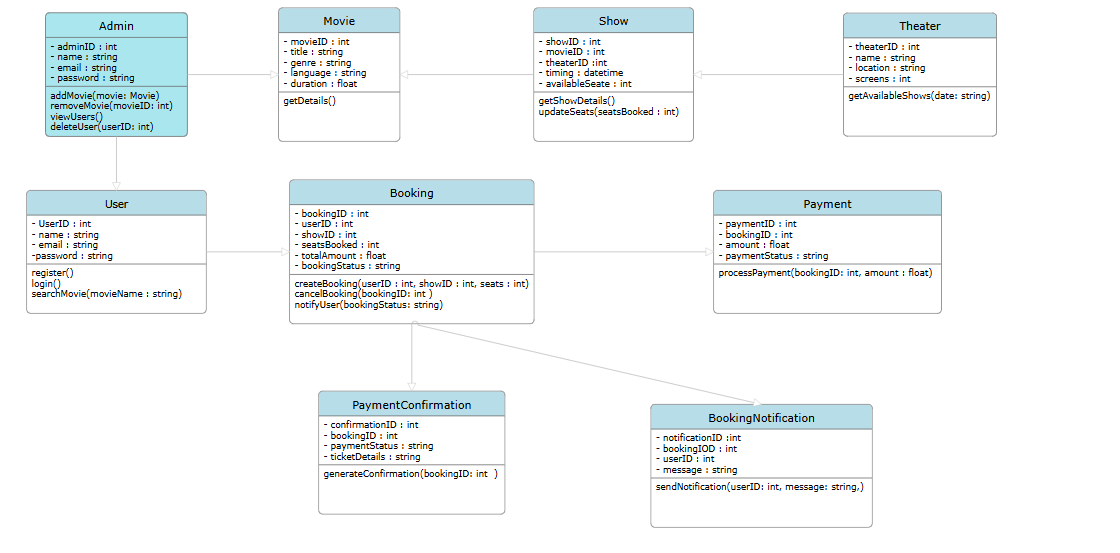 Admin
- adminID : int
- name : string
- email : string
- password : string
addMovie(movie: Movie)
removeMovie(movieID: int)
viewUsers()
deleteUser(userID: int)
Movie
- movieID : int
- title : string
- genre : string
- language : string
- duration : float
getDetails()
Show
- showID : int
- movieID : int
- theaterID :int
- timing : datetime
- availableSeate : int
getShowDetails()
updateSeats(seatsBooked : int)
Theater
- theaterID : int
- name : string
- location : string
- screens : int
getAvailableShows(date: string)
User
- UserID : int
- name : string
- email : string
-password : string
register()
login()
searchMovie(movieName : string)
Booking
- bookingID : int
- userID : int
- showID : int
- seatsBooked : int
- totalAmount : float
- bookingStatus : string
createBooking(userID : int, showID : int, seats : int)
cancelBooking(bookingID: int )
notifyUser(bookingStatus: string)
Payment
- paymentID : int
- bookingID : int
- amount : float
- paymentStatus : string
processPayment(bookingID: int, amount : float)
PaymentConfirmation
- confirmationID : int
- bookingID : int
- paymentStatus : string
- ticketDetails : string
generateConfirmation(bookingID: int  )
BookingNotification
- notificationID :int
- bookingIOD : int
- userID : int
- message : string
sendNotification(userID: int, message: string,)